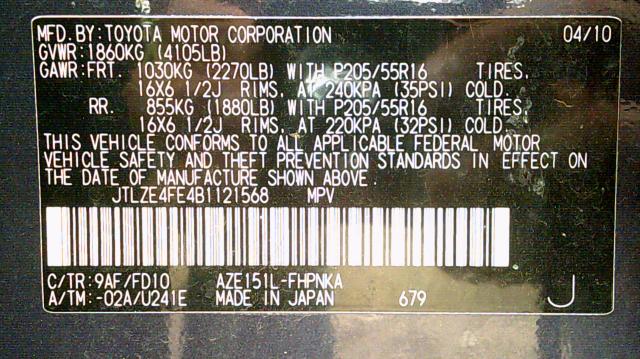 MFD.BY:TOYOTA MOTOR CORPORATION 04/10
GVWR:1860KG (4105LB)
GAWR:FRT. 1030KG (2270LB) WITH P205/55R16 TIRES,
16X6 1/2J RIMS, AT 240KPA (35PSI) COLD.
RR. 855KG (1880LB) WITH P205/55R16 TIRES,
16X6 1/2J RIMS, AT 220KPA (32PSI) COLD.
THIS VEHICLE CONFORMS TO ALL APPLICABLE FEDERAL MOTOR
VEHICLE SAFETY AND THEFT PREVENTION STANDARDS IN EFFECT ON
THE DATE OF MANUFACTURE SHOWN ABOVE.
JTLZE4FE4B1121568 MPV
C/TR:9AF/FD10 AZE151L-FHPNKA
A/TM:-02A/U241E MADE IN JAPAN 679 J